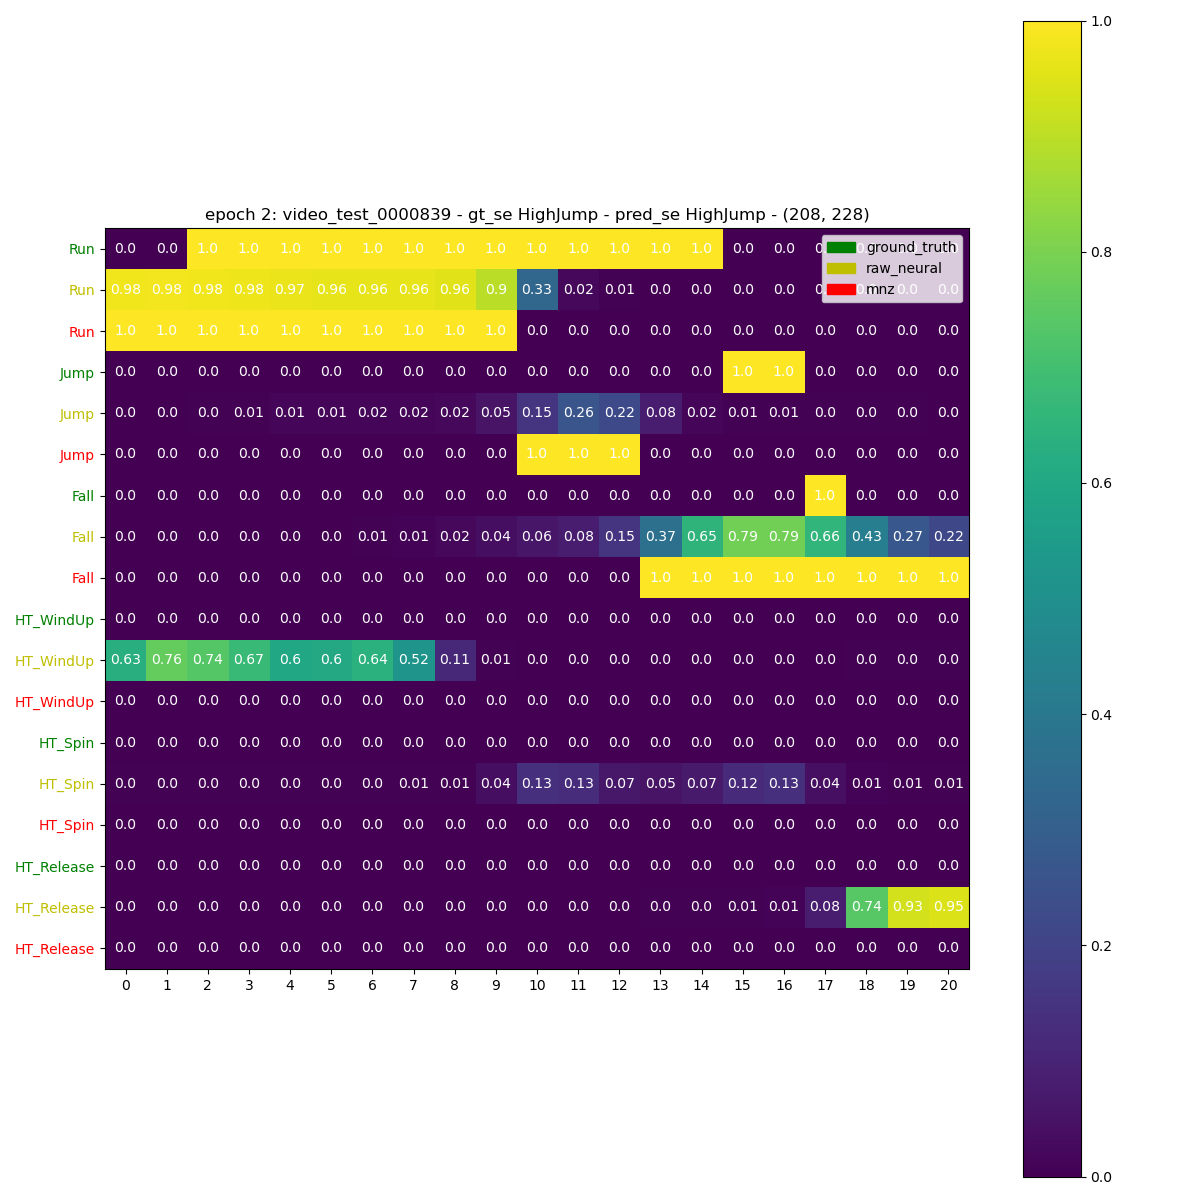 epoch 2: video_test_0000839 - gt_se HighJump - pred_se HighJump - (208, 228)
Run 0.0 0.0 1.0 1.0 1.0 1.0 1.0 1.0 1.0 1.0 1.0 1.0 1.0 1.0 1.0 0.0 0.0
Run 0.98 0.98 0.98 0.98 0.97 0.96 0.96 0.96 0.96 0.9 0.33 0.02 0.01 0.0 0.0 0.0 0.0
Run 1.0 1.0 1.0 1.0 1.0 1.0 1.0 1.0 1.0 1.0 0.0 0.0 0.0 0.0 0.0 0.0 0.0 0.0 0.0 0.0 0.0
Jump 0.0 0.0 0.0 0.0 0.0 0.0 0.0 0.0 0.0 0.0 0.0 0.0 0.0 0.0 0.0 1.0 1.0 0.0 0.0 0.0 0.0
Jump 0.0 0.0 0.0 0.01 0.01 0.01 0.02 0.02 0.02 0.05 0.15 0.26 0.22 0.08 0.02 0.01 0.01 0.0 0.0 0.0 0.0
Jump 0.0 0.0 0.0 0.0 0.0 0.0 0.0 0.0 0.0 0.0 1.0 1.0 1.0 0.0 0.0 0.0 0.0 0.0 0.0 0.0 0.0
Fall 0.0 0.0 0.0 0.0 0.0 0.0 0.0 0.0 0.0 0.0 0.0 0.0 0.0 0.0 0.0 0.0 0.0 1.0 0.0 0.0 0.0
Fall 0.0 0.0 0.0 0.0 0.0 0.0 0.01 0.01 0.02 0.04 0.06 0.08 0.15 0.37 0.65 0.79 0.79 0.66 0.43 0.27 0.22
Fall 0.0 0.0 0.0 0.0 0.0 0.0 0.0 0.0 0.0 0.0 0.0 0.0 0.0 1.0 1.0 1.0 1.0 1.0 1.0 1.0 1.0
HT_WindUp 0.0 0.0 0.0 0.0 0.0 0.0 0.0 0.0 0.0 0.0 0.0 0.0 0.0 0.0 0.0 0.0 0.0 0.0 0.0 0.0 0.0
HT_WindUp 0.63 0.76 0.74 0.67 0.6 0.6 0.64 0.52 0.11 0.01 0.0 0.0 0.0 0.0 0.0 0.0 0.0 0.0 0.0 0.0 0.0
HT_WindUp 0.0 0.0 0.0 0.0 0.0 0.0 0.0 0.0 0.0 0.0 0.0 0.0 0.0 0.0 0.0 0.0 0.0 0.0 0.0 0.0 0.0
HT_Spin 0.0 0.0 0.0 0.0 0.0 0.0 0.0 0.0 0.0 0.0 0.0 0.0 0.0 0.0 0.0 0.0 0.0 0.0 0.0 0.0 0.0
HT_Spin 0.0 0.0 0.0 0.0 0.0 0.0 0.0 0.01 0.01 0.04 0.13 0.13 0.07 0.05 0.07 0.12 0.13 0.04 0.01 0.01 0.01
HT_Spin 0.0 0.0 0.0 0.0 0.0 0.0 0.0 0.0 0.0 0.0 0.0 0.0 0.0 0.0 0.0 0.0 0.0 0.0 0.0 0.0 0.0
HT_Release 0.0 0.0 0.0 0.0 0.0 0.0 0.0 0.0 0.0 0.0 0.0 0.0 0.0 0.0 0.0 0.0 0.0 0.0 0.0 0.0 0.0
HT_Release 0.0 0.0 0.0 0.0 0.0 0.0 0.0 0.0 0.0 0.0 0.0 0.0 0.0 0.0 0.0 0.01 0.01 0.08 0.74 0.93 0.95
HT_Release 0.0 0.0 0.0 0.0 0.0 0.0 0.0 0.0 0.0 0.0 0.0 0.0 0.0 0.0 0.0 0.0 0.0 0.0 0.0 0.0 0.0
0 1 2 3 4 5 6 7 8 9 10 11 12 13 14 15 16 17 18 19 20
ground_truth
raw_neural
mnz
1.0
0.8
0.6
0.4
0.2
0.0